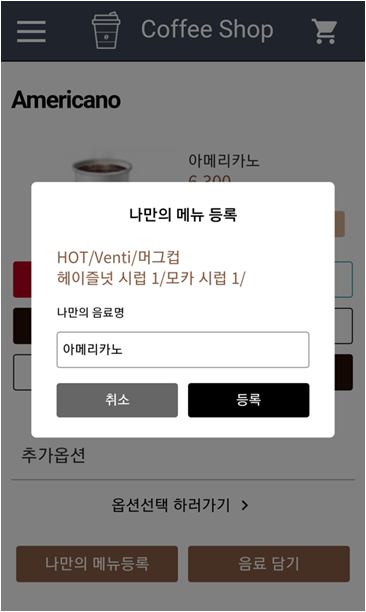 Coffee Shop
Americano
아메리카노
6,300
나만의 메뉴 등록
HOT/Venti/머그컵
헤이즐넛 시럽 1/모카 시럽 1/
나만의 음료명
아메리카노
취소
등록
추가옵션
옵션선택 하러가기 >
나만의 메뉴등록
음료 담기